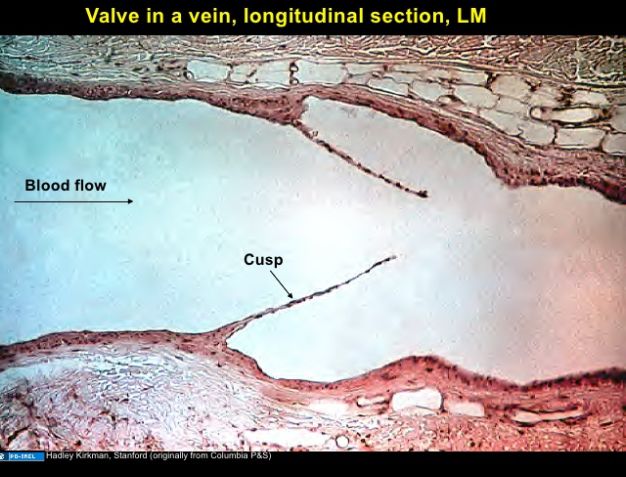 Valve in a vein, longitudinal section, LM
Blood flow
Cusp
Hadley Kirkman, Stanford (originally from Columbia P&S)